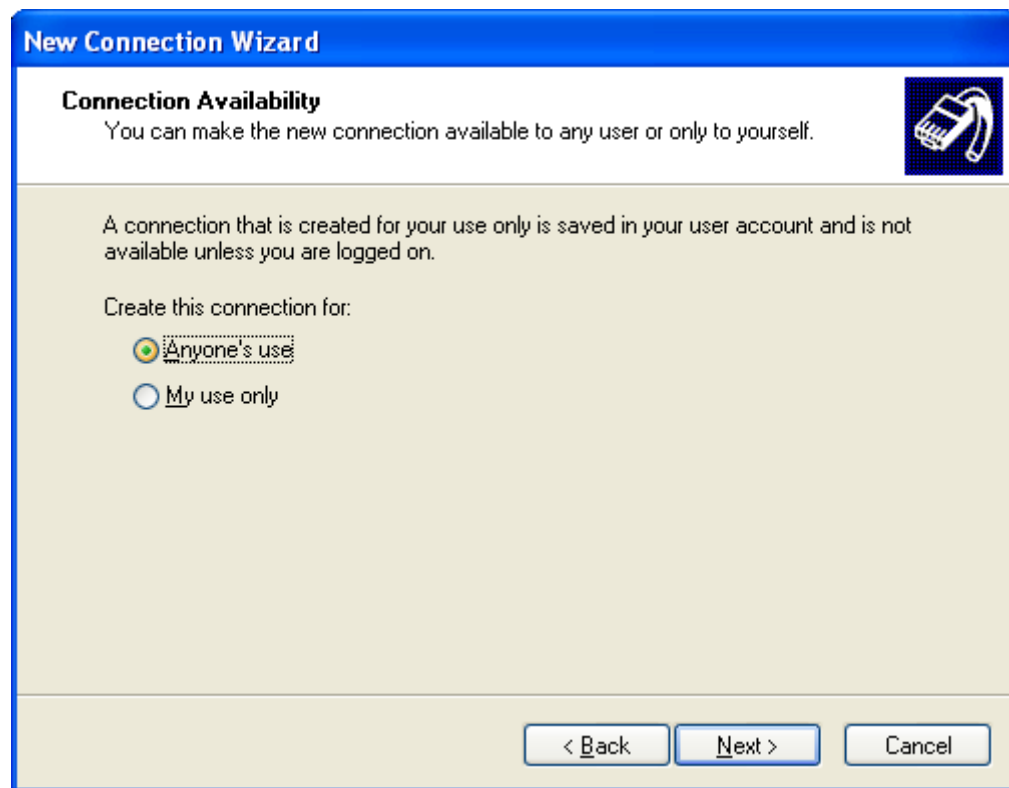 New Connection Wizard
Connection Availability
You can make the new connection available to any user or only to yourself.
A connection that is created for your use only is saved in your user account and is not
available unless you are logged on.
Create this connection for:
Anyone's use
My use only
< Back Next > Cancel